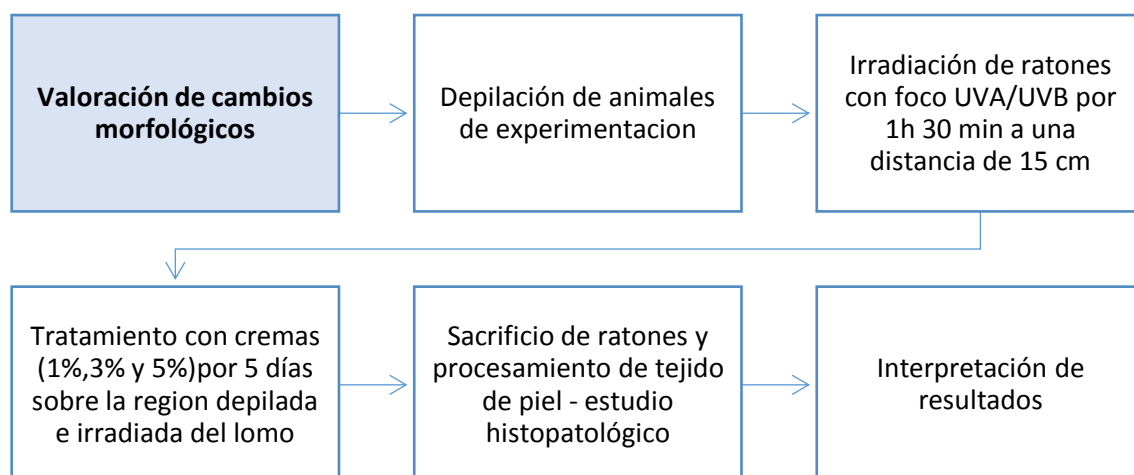 Valoración de cambios
morfológicos
Depilación de animales
de experimentacion
Irradiación de ratones
con foco UVA/UVB por
1h 30 min a una
distancia de 15 cm
Tratamiento con cremas
(1%,3% y 5%)por 5 días
sobre la region depilada
e irradiada del lomo
Sacrificio de ratones y
procesamiento de tejido
de piel - estudio
histopatológico
Interpretación de
resultados